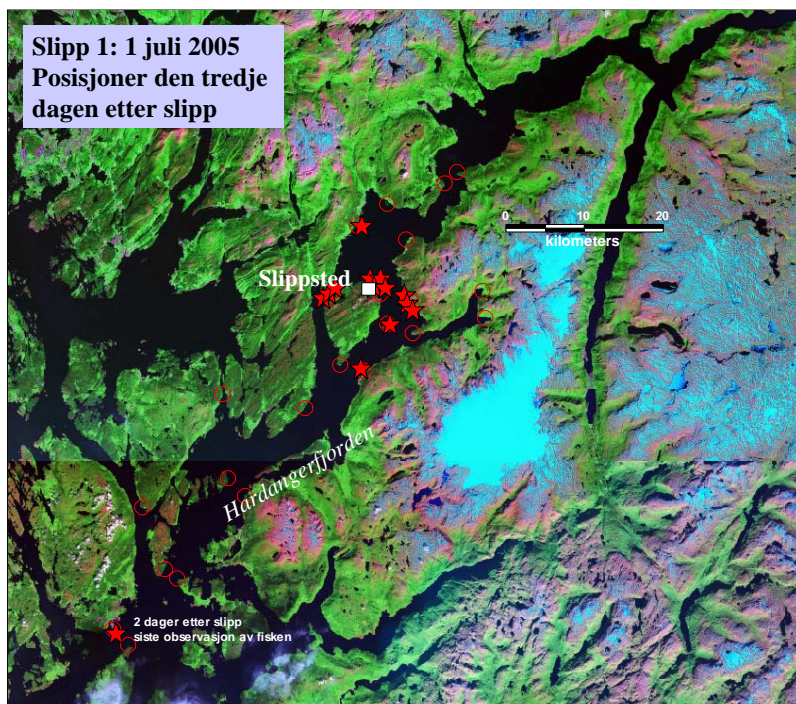 Slipp 1: 1 juli 2005
Posisjoner den tredje
dagen etter slipp
0 10 20
kilometers
Slippsted
Hardangerfjorden
2 dager etter slipp
siste observasjon av fisken